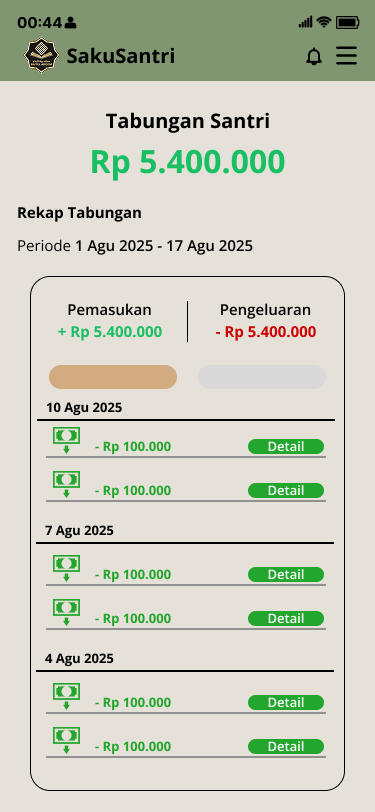 00:44
SakuSantri
Tabungan Santri
Rp 5.400.000
Rekap Tabungan
Periode 1 Agu 2025 - 17 Agu 2025
Pemasukan Pengeluaran
+ Rp 5.400.000 - Rp 5.400.000
10 Agu 2025
- Rp 100.000 Detail
- Rp 100.000 Detail
7 Agu 2025
- Rp 100.000 Detail
- Rp 100.000 Detail
4 Agu 2025
- Rp 100.000 Detail
- Rp 100.000 Detail